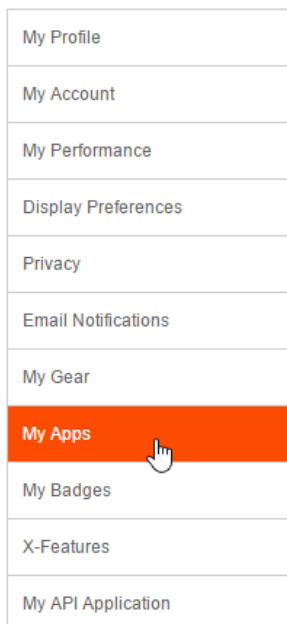 My Profile
My Account
My Performance
Display Preferences
Privacy
Email Notifications
My Gear
My Apps
My Badges
X-Features
My API Application